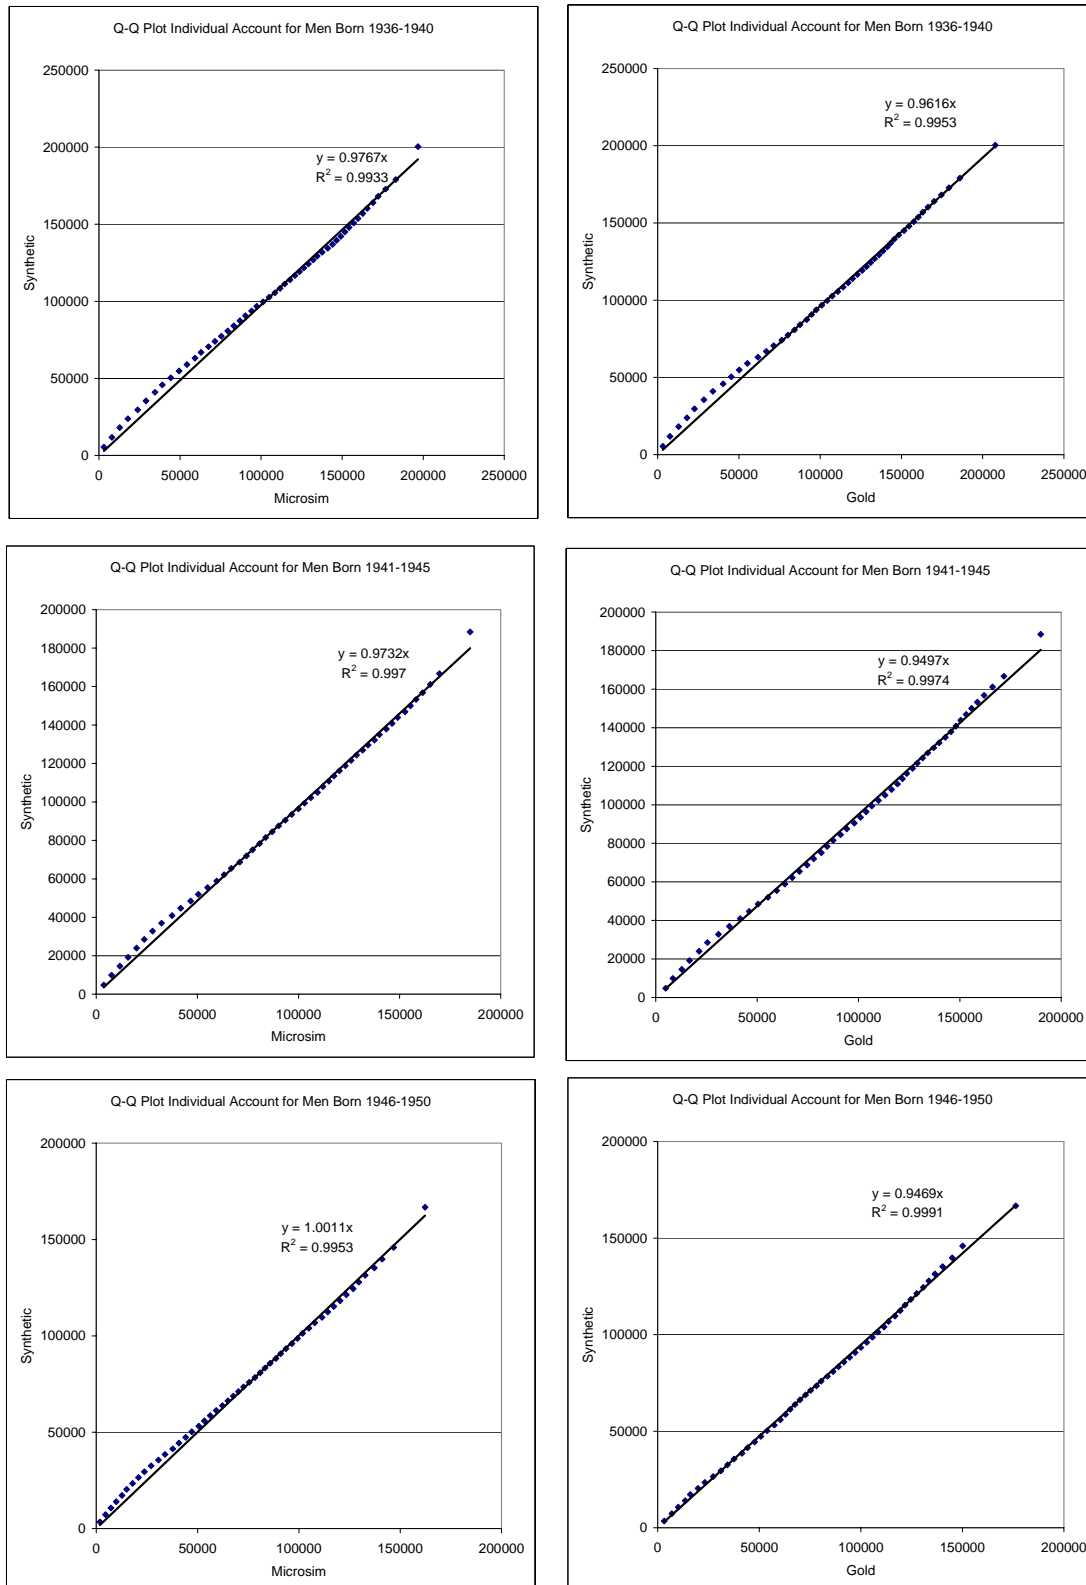 Q-Q Plot Individual Account for Men Born 1936-1940
250000
200000
150000
100000
50000
0
Synthetic
y = 0.9767x
R² = 0.9933
0 50000 100000 150000 200000 250000
Microsim
Q-Q Plot Individual Account for Men Born 1936-1940
250000
200000
150000
100000
50000
0
Synthetic
y = 0.9616x
R² = 0.9953
0 50000 100000 150000 200000 250000
Gold
Q-Q Plot Individual Account for Men Born 1941-1945
200000
180000
160000
140000
120000
100000
80000
60000
40000
20000
0
Synthetic
y = 0.9732x
R² = 0.997
0 50000 100000 150000 200000
Microsim
Q-Q Plot Individual Account for Men Born 1941-1945
200000
180000
160000
140000
120000
100000
80000
60000
40000
20000
0
Synthetic
y = 0.9497x
R² = 0.9974
0 50000 100000 150000 200000
Gold
Q-Q Plot Individual Account for Men Born 1946-1950
200000
150000
100000
50000
0
Synthetic
y = 1.0011x
R² = 0.9953
0 50000 100000 150000 200000
Microsim
Q-Q Plot Individual Account for Men Born 1946-1950
200000
150000
100000
50000
0
Synthetic
y = 0.9469x
R² = 0.9991
0 50000 100000 150000 200000
Gold